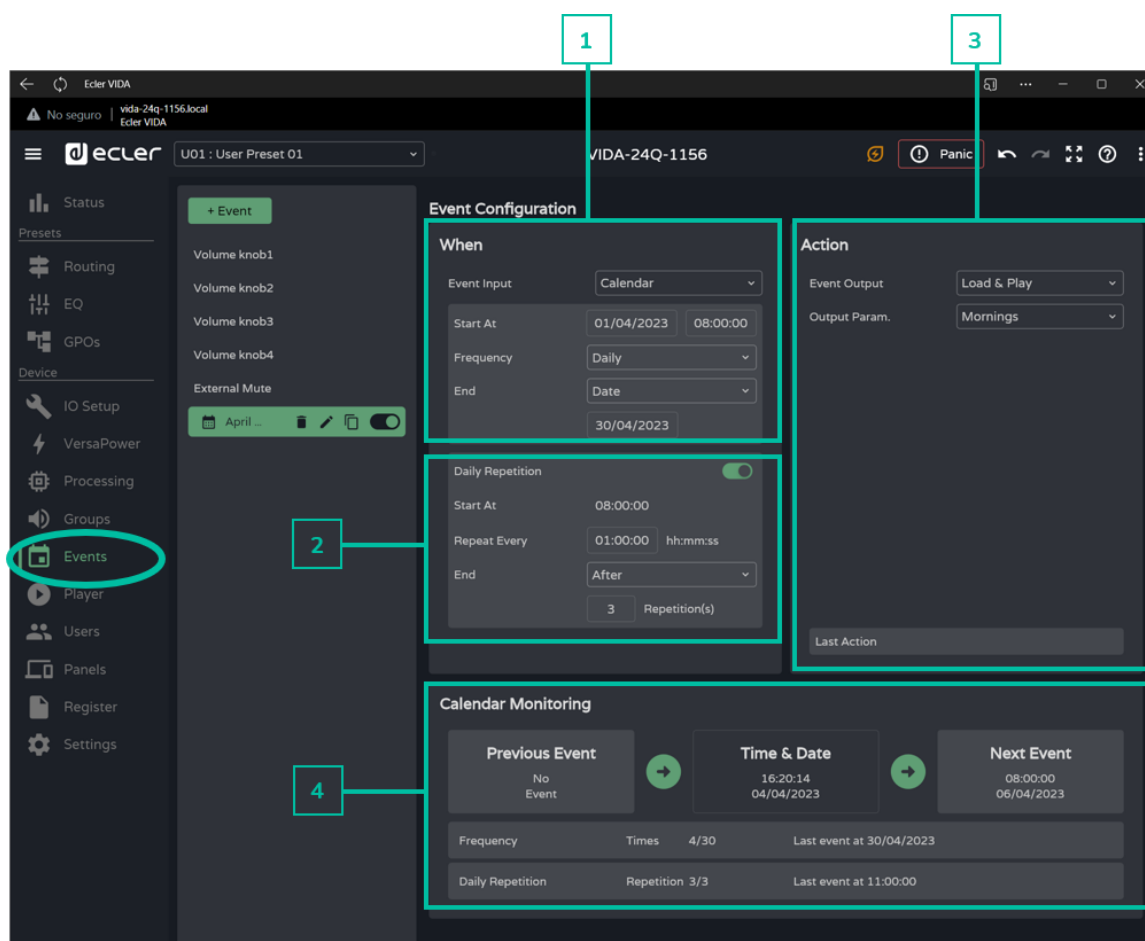 1
3
Ecler VIDA
No seguro
vida-24q-1156.local
Ecler VIDA
ecler
U01 : User Preset 01
VIDA-24Q-1156
Panic
Status
Presets
Routing
EQ
GPOs
Device
IO Setup
VersaPower
Processing
Groups
Events
Player
Users
Panels
Register
Settings
+ Event
Volume knob1
Volume knob2
Volume knob3
Volume knob4
External Mute
April ...
Event Configuration
When
Event Input Calendar
Start At 01/04/2023 08:00:00
Frequency Daily
End Date
30/04/2023
2
Daily Repetition
Start At 08:00:00
Repeat Every 01:00:00 hh:mm:ss
End After
3 Repetition(s)
Action
Event Output Load & Play
Output Param. Mornings
Last Action
4
Calendar Monitoring
Previous Event
No
Event
Time & Date
16:20:14
04/04/2023
Next Event
08:00:00
06/04/2023
Frequency Times 4/30 Last event at 30/04/2023
Daily Repetition Repetition 3/3 Last event at 11:00:00